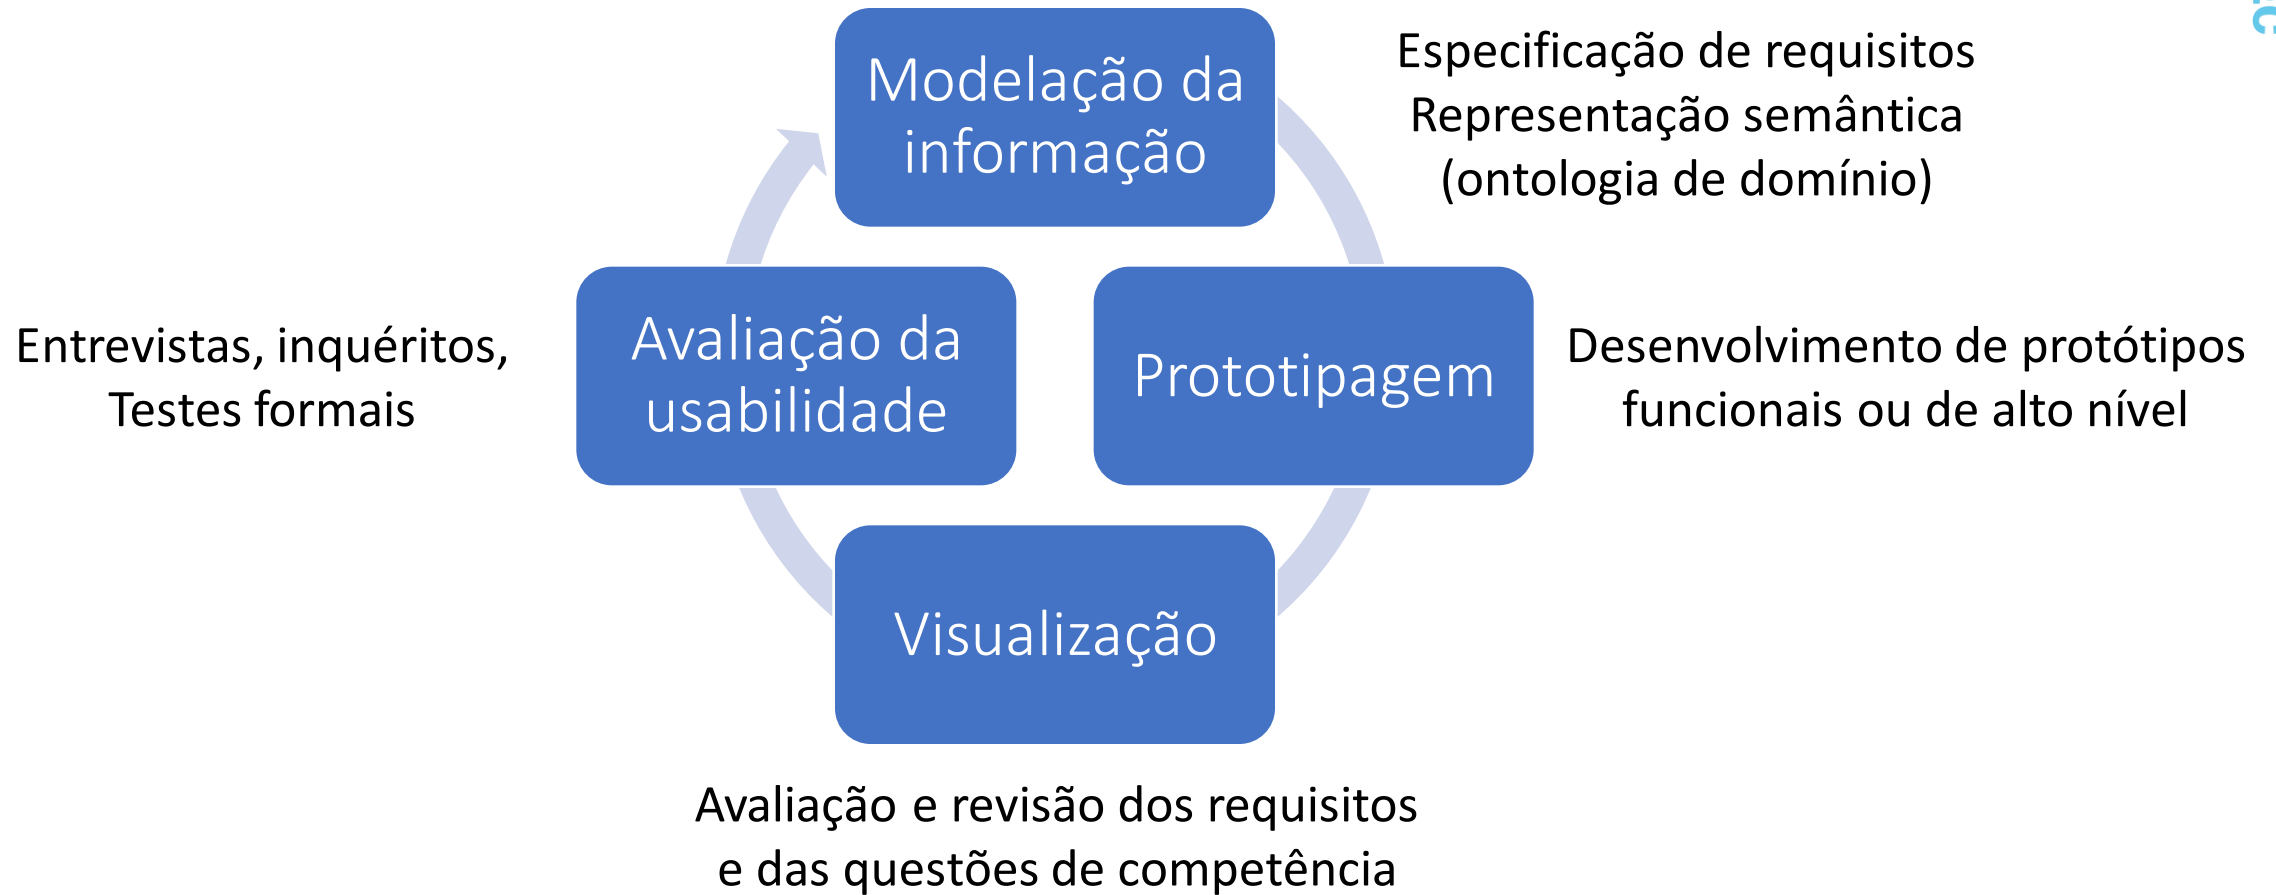 Modelação da
informação
Especificação de requisitos
Representação semântica
(ontologia de domínio)
Prototipagem
Desenvolvimento de protótipos
funcionais ou de alto nível
Visualização
Avaliação e revisão dos requisitos
e das questões de competência
Avaliação da
usabilidade
Entrevistas, inquéritos,
Testes formais